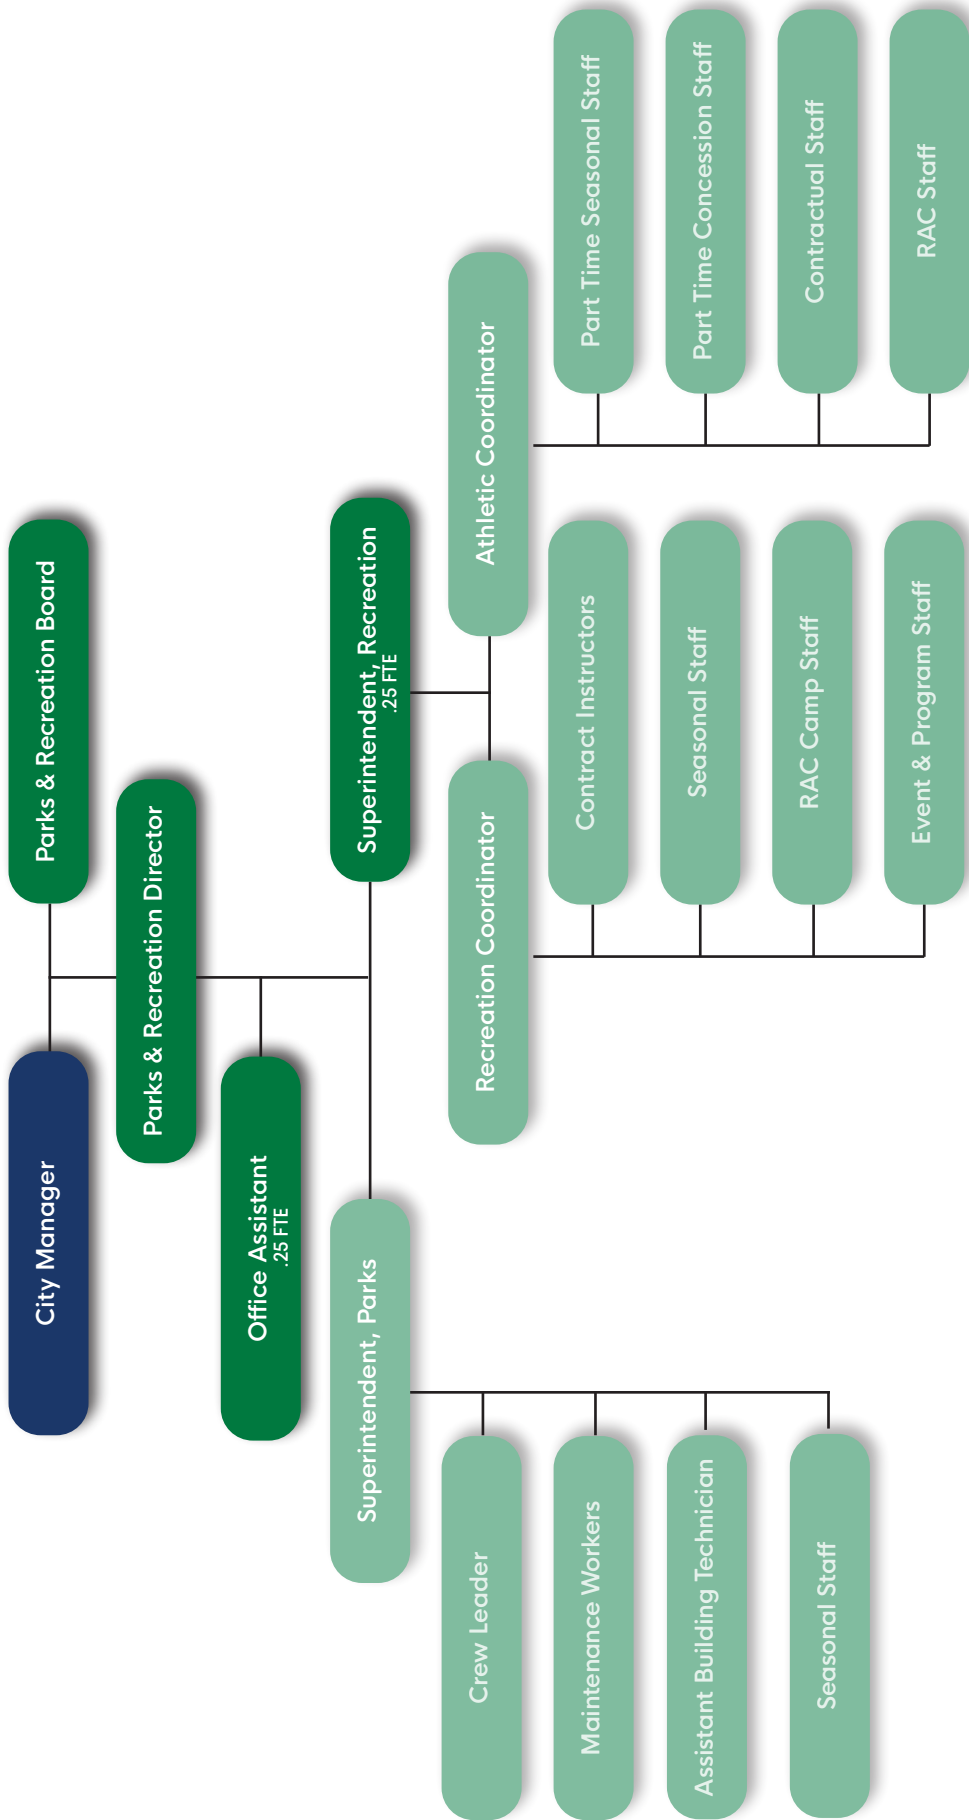 City Manager
Parks & Recreation Board
Parks & Recreation Director
Office Assistant
.25 FTE
Superintendent, Parks
Superintendent, Recreation
.25 FTE
Crew Leader
Maintenance Workers
Assistant Building Technician
Seasonal Staff
Recreation Coordinator
Athletic Coordinator
Contract Instructors
Seasonal Staff
RAC Camp Staff
Event & Program Staff
Part Time Seasonal Staff
Part Time Concession Staff
Contractual Staff
RAC Staff